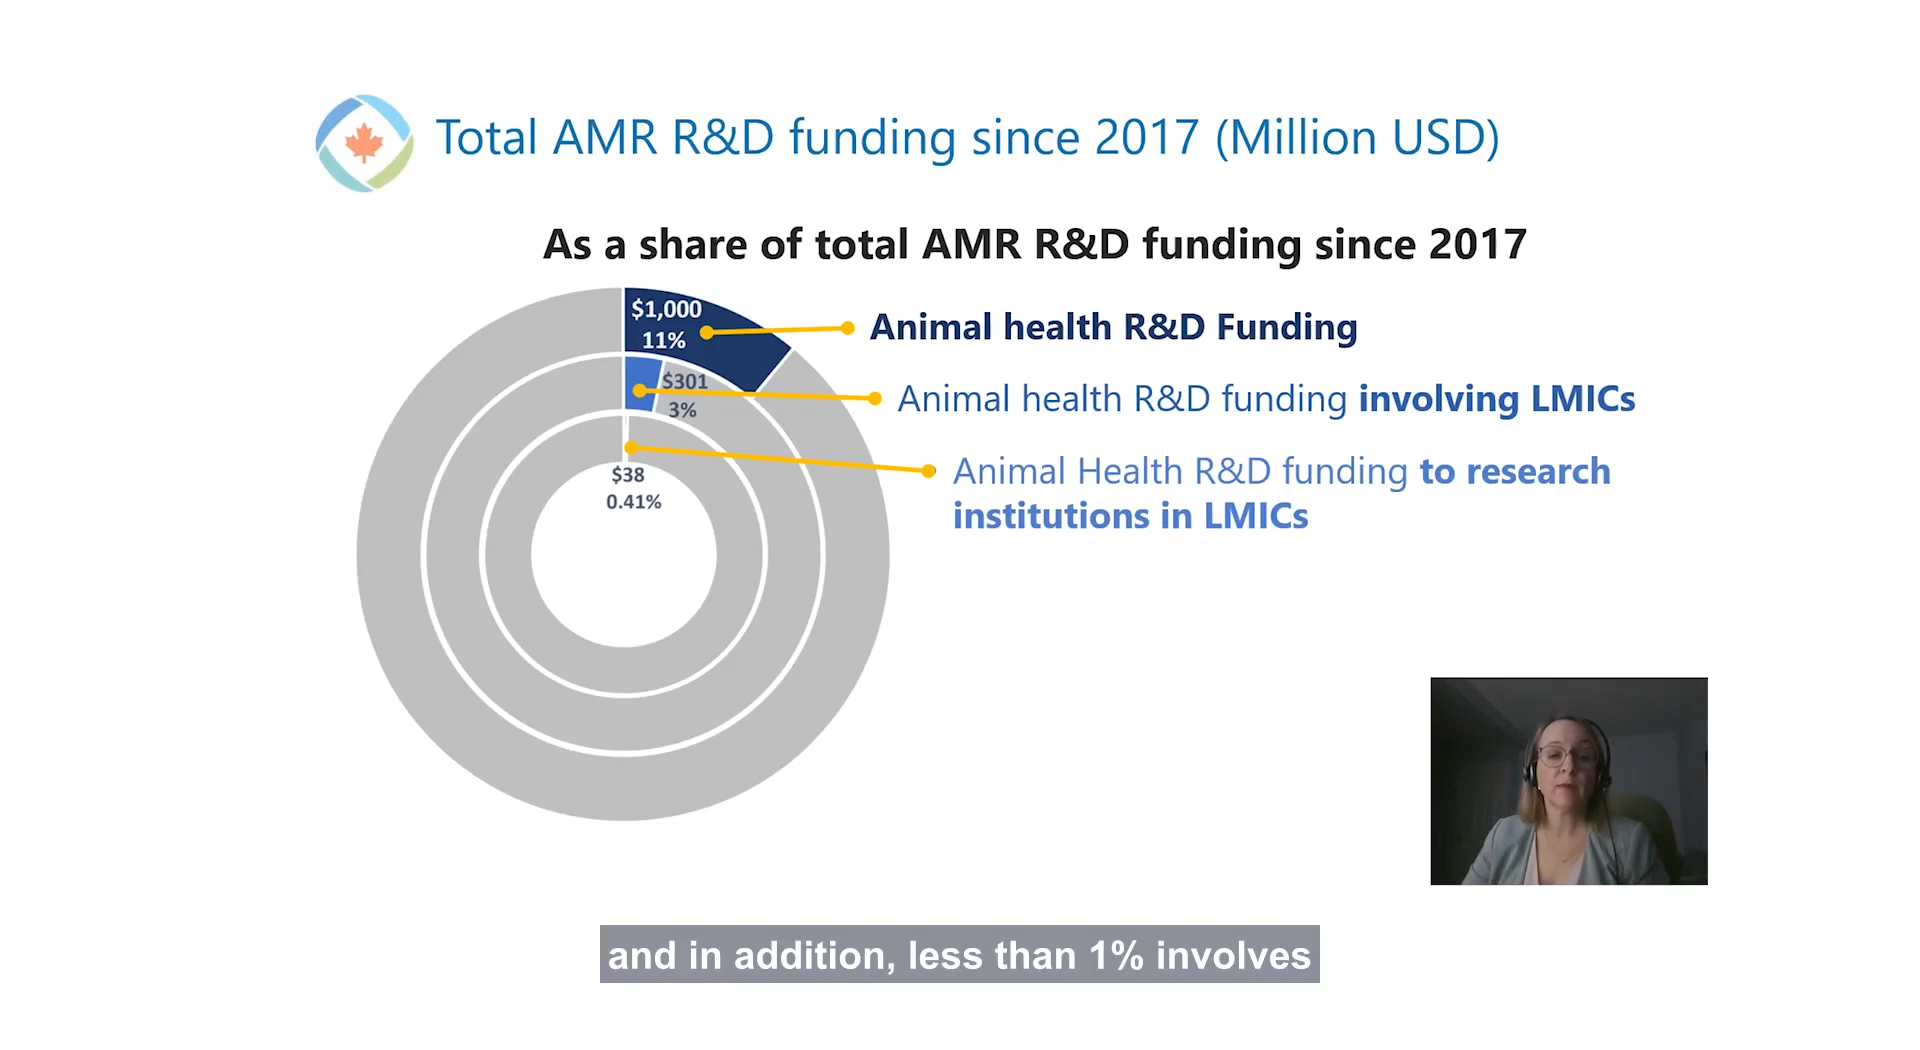 Total AMR R&D funding since 2017 (Million USD)
As a share of total AMR R&D funding since 2017
$1,000
11%
Animal health R&D Funding
$301
3%
Animal health R&D funding involving LMICs
$38
0.41%
Animal Health R&D funding to research
institutions in LMICs
and in addition, less than 1% involves